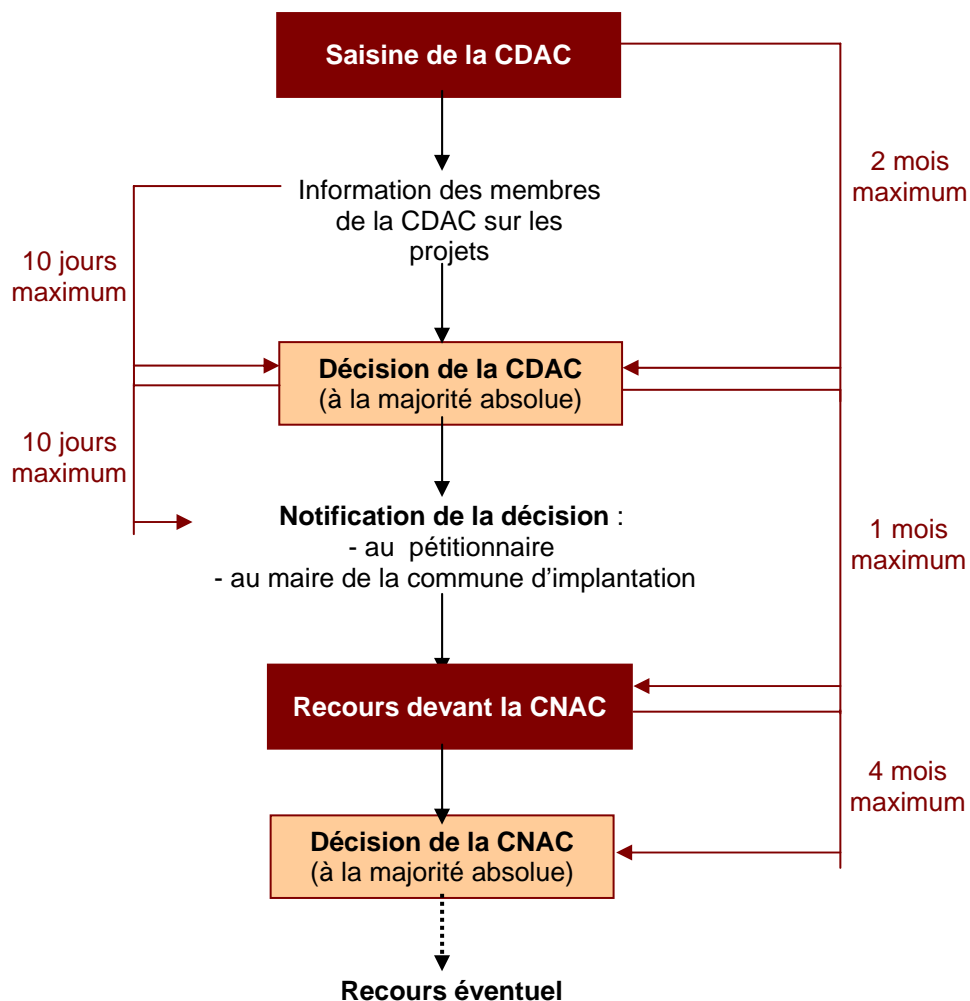 Saisine de la CDAC
2 mois
maximum
Information des membres
de la CDAC sur les
projets
10 jours
maximum
Décision de la CDAC
(à la majorité absolue)
10 jours
maximum
Notification de la décision :
- au pétitionnaire
- au maire de la commune d'implantation
1 mois
maximum
Recours devant la CNAC
4 mois
maximum
Décision de la CNAC
(à la majorité absolue)
Recours éventuel